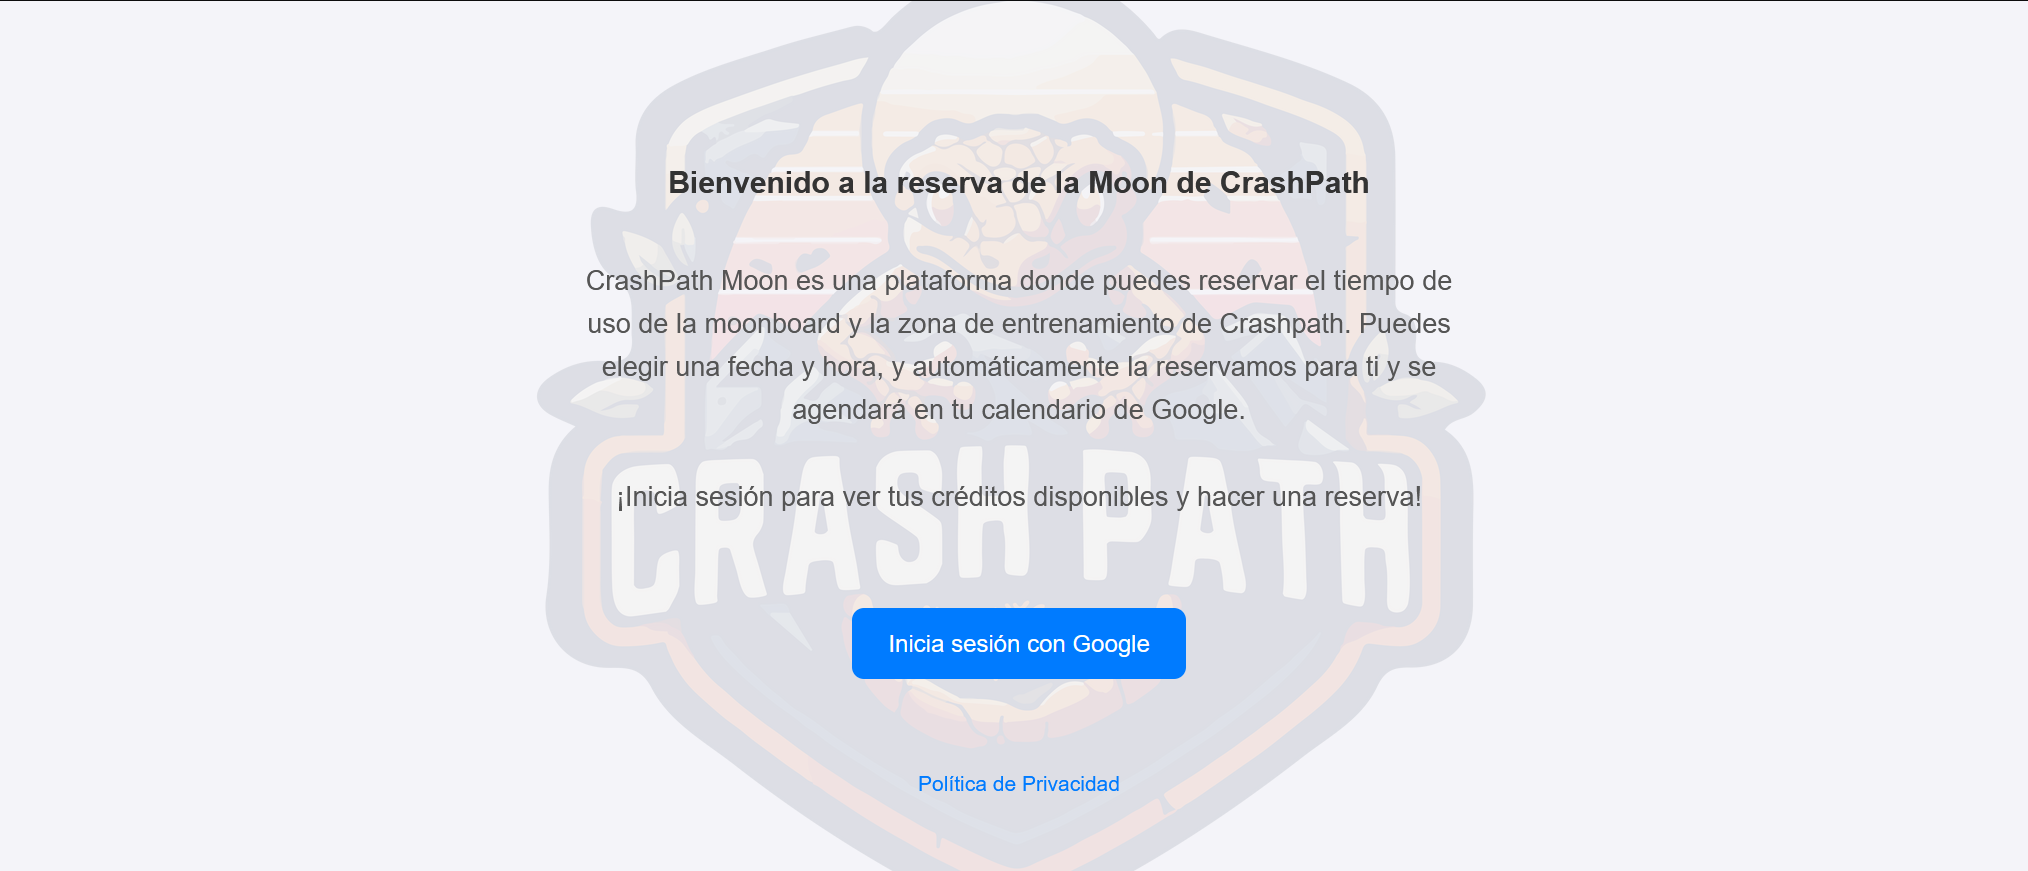 Bienvenido a la reserva de la Moon de CrashPath
CrashPath Moon es una plataforma donde puedes reservar el tiempo de
uso de la moonboard y la zona de entrenamiento de Crashpath. Puedes
elegir una fecha y hora, y automáticamente la reservamos para ti y se
agendará en tu calendario de Google.
CRASH PATH
¡Inicia sesión para ver tus créditos disponibles y hacer una reserva!
Inicia sesión con Google
Política de Privacidad